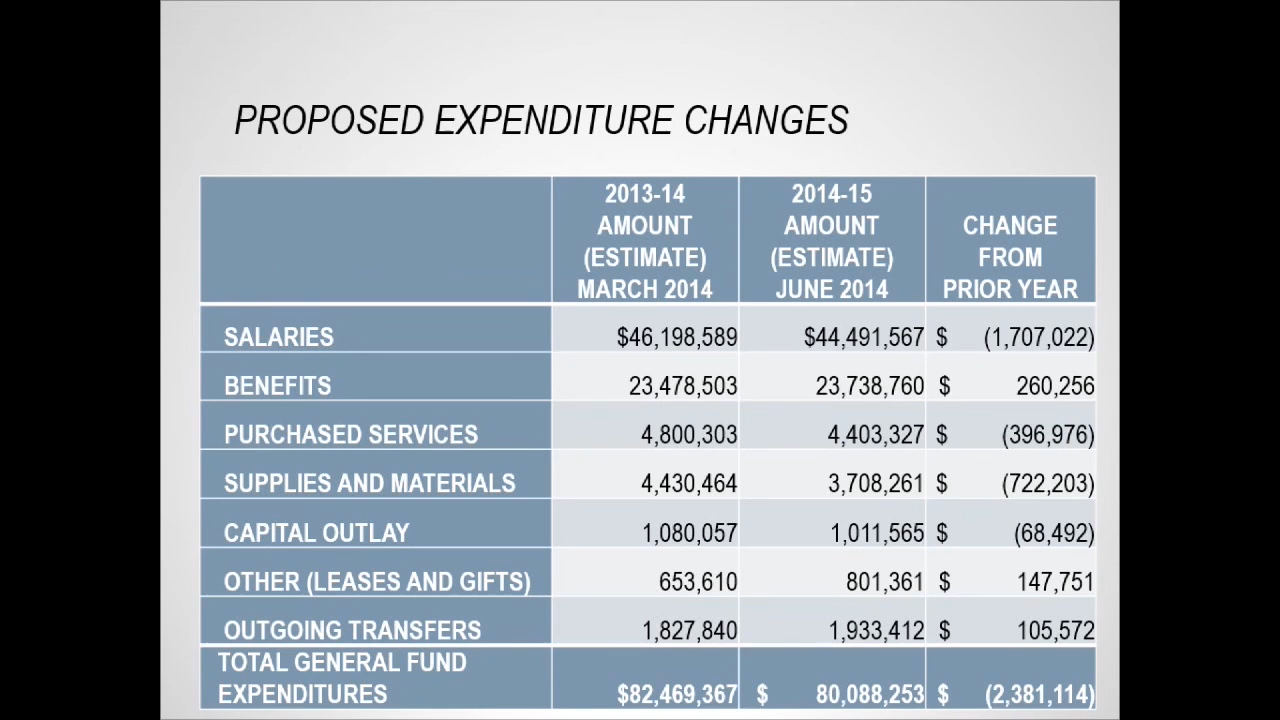 PROPOSED EXPENDITURE CHANGES
2013-14 AMOUNT (ESTIMATE) MARCH 2014 2014-15 AMOUNT (ESTIMATE) JUNE 2014 CHANGE FROM PRIOR YEAR
SALARIES $46,198,589 $44,491,567 $ (1,707,022)
BENEFITS 23,478,503 23,738,760 $ 260,256
PURCHASED SERVICES 4,800,303 4,403,327 $ (396,976)
SUPPLIES AND MATERIALS 4,430,464 3,708,261 $ (722,203)
CAPITAL OUTLAY 1,080,057 1,011,565 $ (68,492)
OTHER (LEASES AND GIFTS) 653,610 801,361 $ 147,751
OUTGOING TRANSFERS 1,827,840 1,933,412 $ 105,572
TOTAL GENERAL FUND
EXPENDITURES $82,469,367 $ 80,088,253 $ (2,381,114)